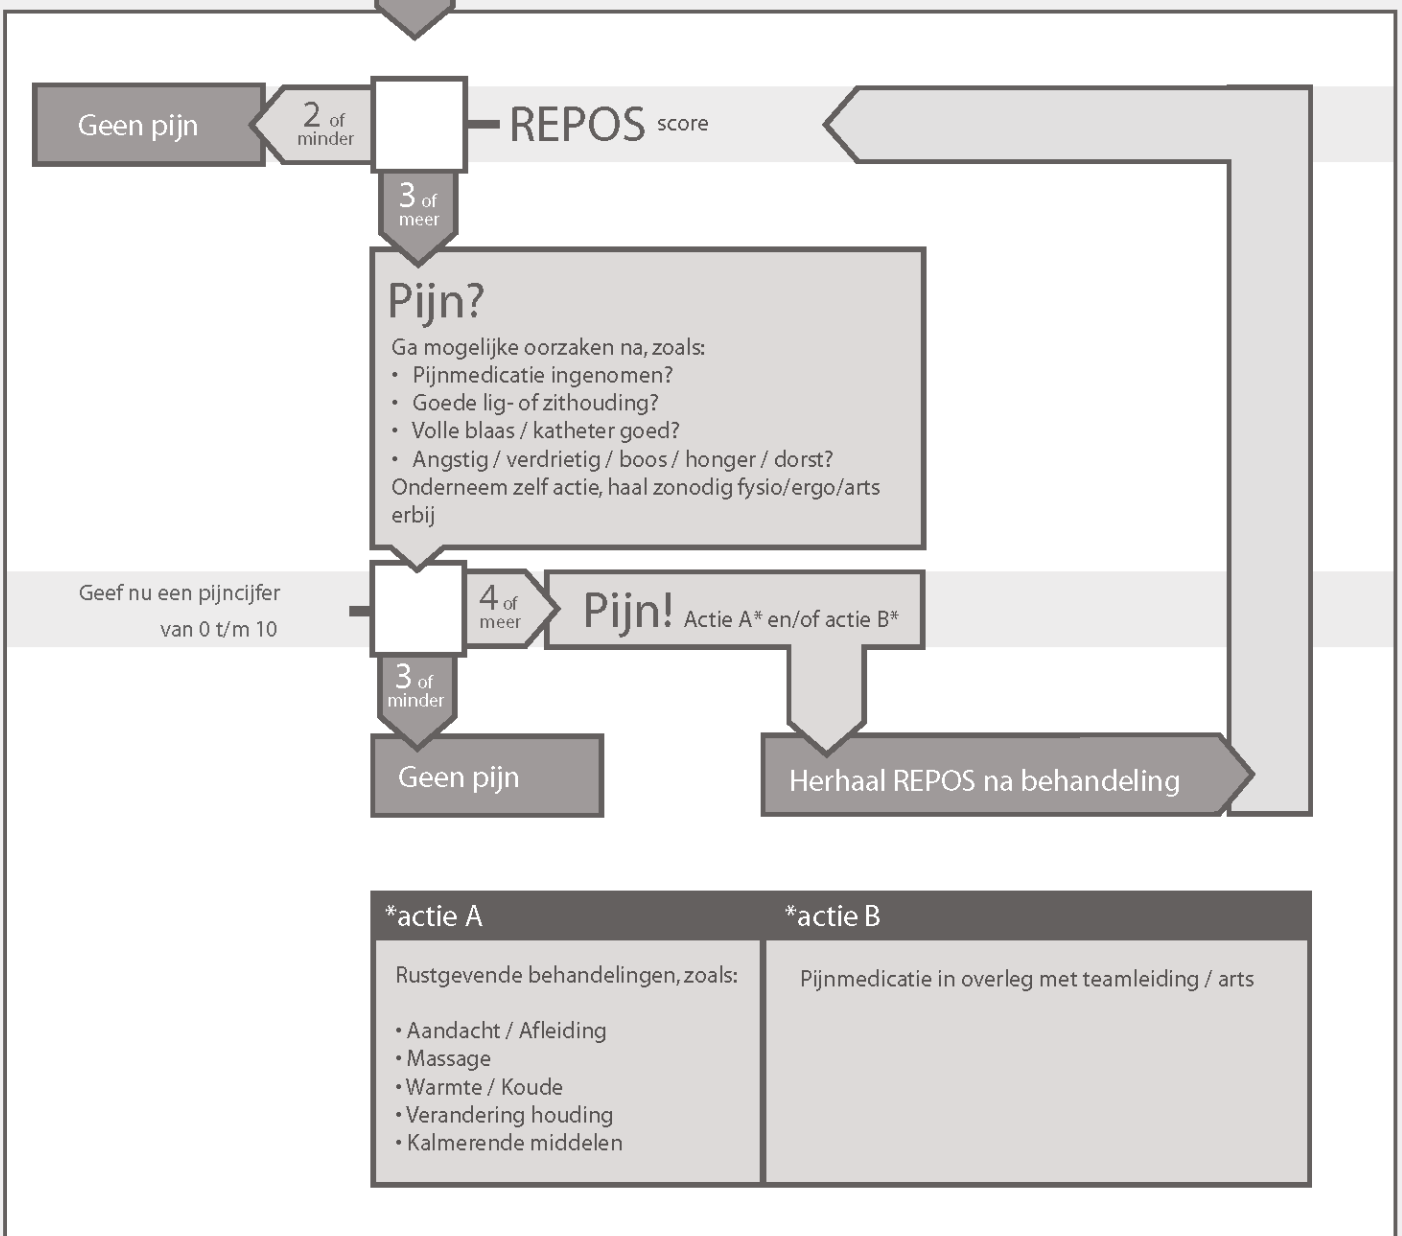 Geen pijn
2 of
minder
REPOS score
3 of
meer
Pijn?
Ga mogelijke oorzaken na, zoals:
• Pijnmedicatie ingenomen?
• Goede lig- of zithouding?
• Volle blaas / katheter goed?
• Angstig / verdrietig / boos / honger / dorst?
Onderneem zelf actie, haal zonodig fysio/ergo/arts
erbij
Geef nu een pijncijfer
van 0 t/m 10
4 of
meer
Pijn! Actie A* en/of actie B*
3 of
minder
Geen pijn
Herhaal REPOS na behandeling
*actie A
Rustgevende behandelingen, zoals:
• Aandacht / Afleiding
• Massage
• Warmte / Koude
• Verandering houding
• Kalmerende middelen
*actie B
Pijnmedicatie in overleg met teamleiding / arts